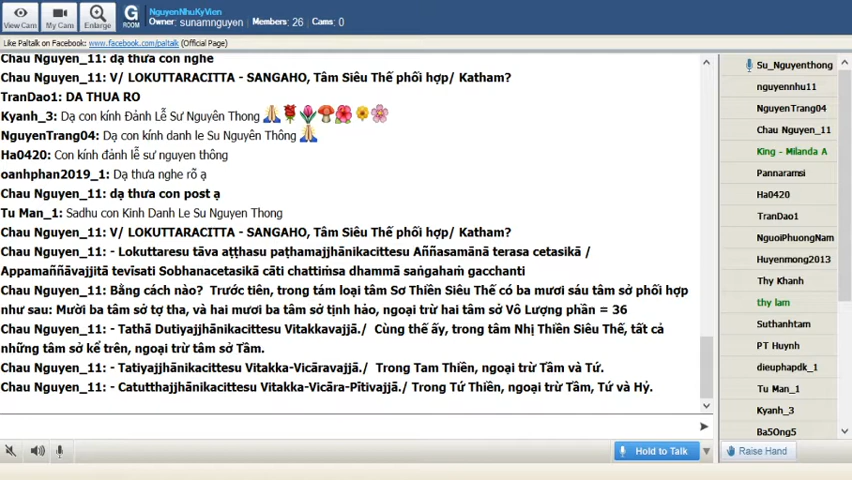 NguyenNhuKyVien
Owner: sunamnguyen   Members: 26   Cams: 0
View Cam   My Cam   Enlarge   G ROOM
Like Paltalk on Facebook: www.facebook.com/paltalk (Official Page)
Chau Nguyen_11: dạ thưa con nghe
Chau Nguyen_11: V/ LOKUTTARACITTA - SANGAHO, Tâm Siêu Thế phối hợp/ Katham?
TranDao1: DA THUA RO
Kyanh_3: Dạ con kính Đảnh Lễ Sư Nguyên Thong 🙏🌹🌷🍄🌺🌼🌸
NguyenTrang04: Dạ con kính danh le Su Nguyên Thông 🙏
Ha0420: Con kính đảnh lễ sư nguyen thông
oanhphan2019_1: Dạ thưa nghe rõ ạ
Chau Nguyen_11: dạ thưa con post ạ
Tu Man_1: Sadhu con Kinh Danh Le Su Nguyen Thong
Chau Nguyen_11: V/ LOKUTTARACITTA - SANGAHO, Tâm Siêu Thế phối hợp/ Katham?
Chau Nguyen_11: - Lokuttaresu tāva aṭṭhasu paṭhamajjhānikacittesu Aññasamānā terasa cetasikā /
Appamaññāvajjitā tevīsati Sobhanacetasikā cāti chattiṃsa dhammā saṅgahaṃ gacchanti
Chau Nguyen_11: Bằng cách nào?  Trước tiên, trong tám loại tâm Sơ Thiền Siêu Thế có ba mươi sáu tâm sở phối hợp
như sau: Mười ba tâm sở tợ tha, và hai mươi ba tâm sở tịnh hảo, ngoại trừ hai tâm sở Vô Lượng phần = 36
Chau Nguyen_11: - Tathā Dutiyajjhānikacittesu Vitakkavajjā./  Cùng thế ấy, trong tâm Nhị Thiền Siêu Thế, tất cả
những tâm sở kể trên, ngoại trừ tâm sở Tầm.
Chau Nguyen_11: - Tatiyajjhānikacittesu Vitakka-Vicāravajjā./  Trong Tam Thiền, ngoại trừ Tầm và Tứ.
Chau Nguyen_11: - Catutthajjhānikacittesu Vitakka-Vicāra-Pītivajjā./ Trong Tứ Thiền, ngoại trừ Tầm, Tứ và Hỷ.
Su_Nguyenthong
nguyennhu11
NguyenTrang04
Chau Nguyen_11
King - Milanda A
Pannaramsi
Ha0420
TranDao1
NguoiPhuongNam
Huyenmong2013
Thy Khanh
thy lam
Suthanhtam
PT Huynh
dieuphapdk_1
Tu Man_1
Kyanh_3
Ba5Ong5
Hold to Talk
Raise Hand